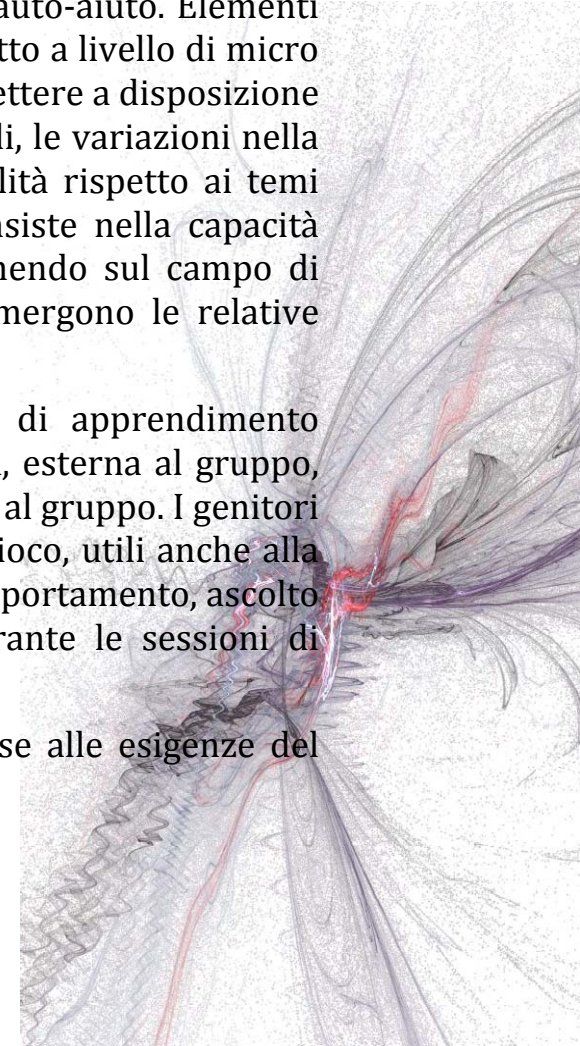 auto-aiuto. Elementi
tto a livello di micro
ettere a disposizione
li, le variazioni nella
lità rispetto ai temi
nsiste nella capacità
nendo sul campo di
mergono le relative
di apprendimento
, esterna al gruppo,
al gruppo. I genitori
ioco, utili anche alla
portamento, ascolto
rante le sessioni di
se alle esigenze del